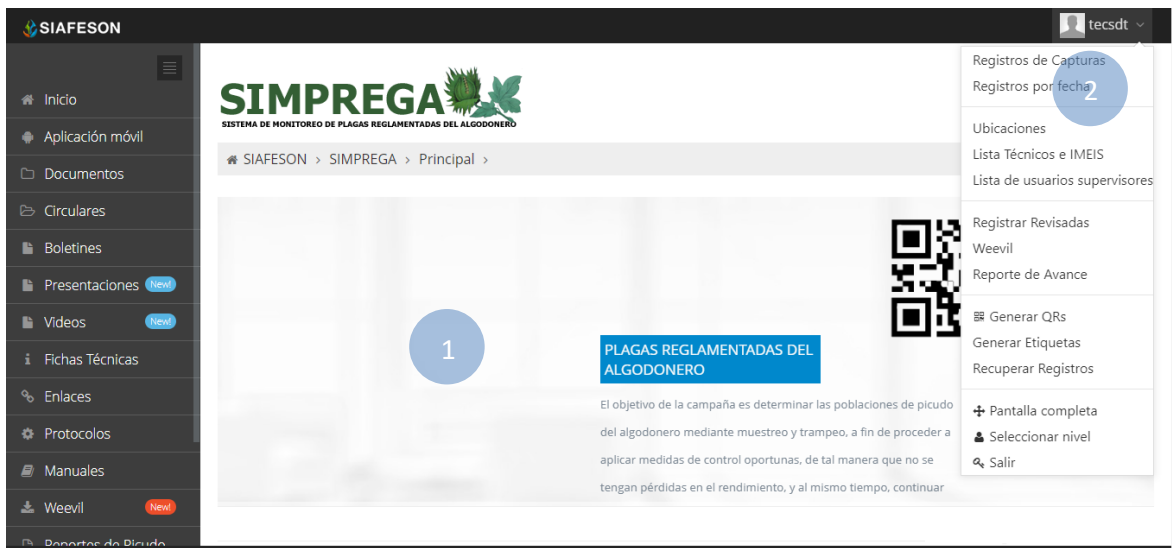 SIAFESON
tecsdt
Inicio
Aplicación móvil
Documentos
Circulares
Boletines
Presentaciones New!
Videos New!
Fichas Técnicas
Enlaces
Protocolos
Manuales
Weevil New!
Reportes de Picudo
SIMPREGA
SISTEMA DE MONITOREO DE PLAGAS REGLAMENTADAS DEL ALGODONERO
SIAFESON > SIMPREGA > Principal >
1
PLAGAS REGLAMENTADAS DEL
ALGODONERO
El objetivo de la campaña es determinar las poblaciones de picudo
del algodonero mediante muestreo y trampeo, a fin de proceder a
aplicar medidas de control oportunas, de tal manera que no se
tengan pérdidas en el rendimiento, y al mismo tiempo, continuar
Registros de Capturas
Registros por fecha
2
Ubicaciones
Lista Técnicos e IMEIS
Lista de usuarios supervisores
Registrar Revisadas
Weevil
Reporte de Avance
Generar QRs
Generar Etiquetas
Recuperar Registros
Pantalla completa
Seleccionar nivel
Salir